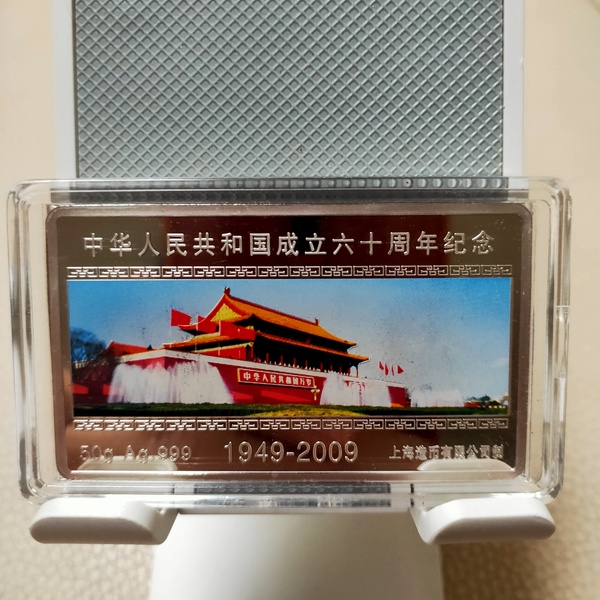 中华人民共和国成立六十周年纪念
中华人民共和国万岁
50g Ag.999 1949-2009 上海造币有限公司制